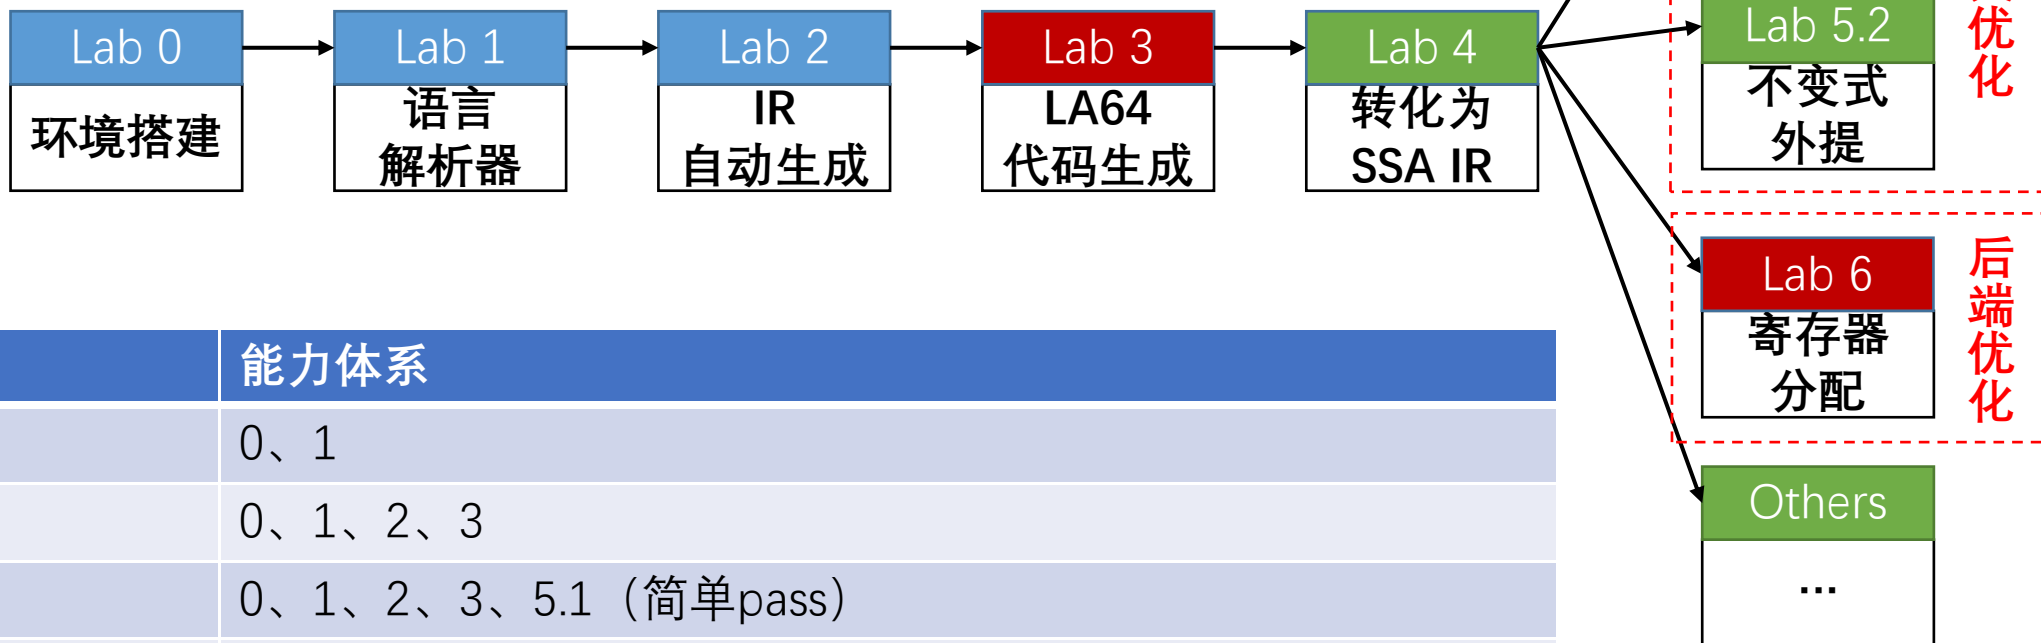 Lab 0
环境搭建
Lab 1
语言
解析器
Lab 2
IR
自动生成
Lab 3
LA64
代码生成
Lab 4
转化为
SSA IR
Lab 5.2
不变式
外提
优
化
Lab 6
寄存器
分配
后
端
优
化
Others
...
能力体系
0、1
0、1、2、3
0、1、2、3、5.1（简单pass）